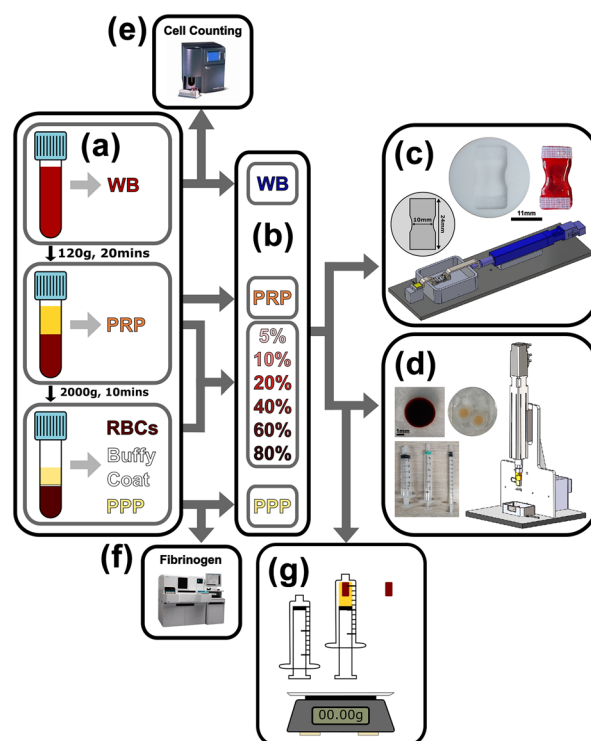 (e)
Cell Counting
(a)
WB
120g, 20mins
PRP
2000g, 10mins
RBCs
Buffy
Coat
PPP
WB
(b)
PRP
5%
10%
20%
40%
60%
80%
PPP
(c)
10mm
24mm
11mm
(d)
1mm
(f)
Fibrinogen
(g)
00.00g